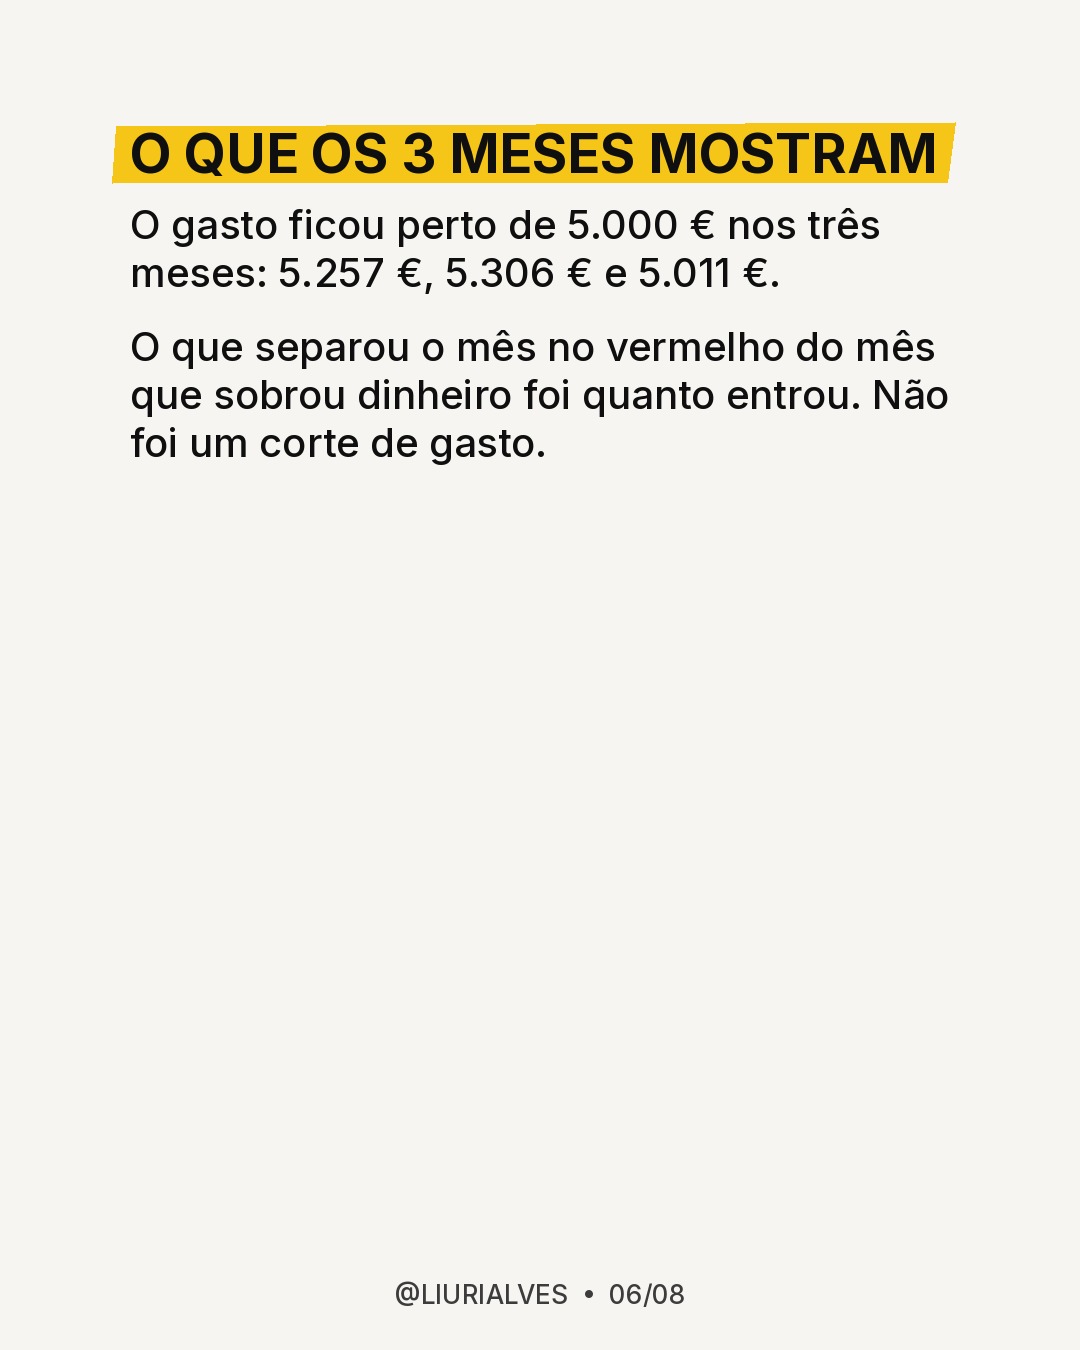 O QUE OS 3 MESES MOSTRAM
O gasto ficou perto de 5.000 € nos três
meses: 5.257 €, 5.306 € e 5.011 €.
O que separou o mês no vermelho do mês
que sobrou dinheiro foi quanto entrou. Não
foi um corte de gasto.
@LIURIALVES • 06/08